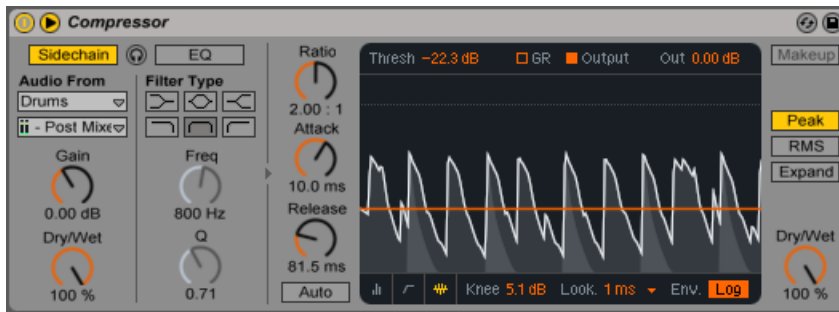 Compressor
Sidechain EQ
Audio From Filter Type
Drums
- Post Mixe
Gain Freq
0.00 dB 800 Hz
Dry/Wet Q
100 % 0.71
Ratio
2.00 : 1
Attack
10.0 ms
Release
81.5 ms
Auto
Thresh -22.3 dB GR Output Out 0.00 dB
Knee 5.1 dB Look. 1 ms Env. Log
Makeup
Peak
RMS
Expand
Dry/Wet
100 %